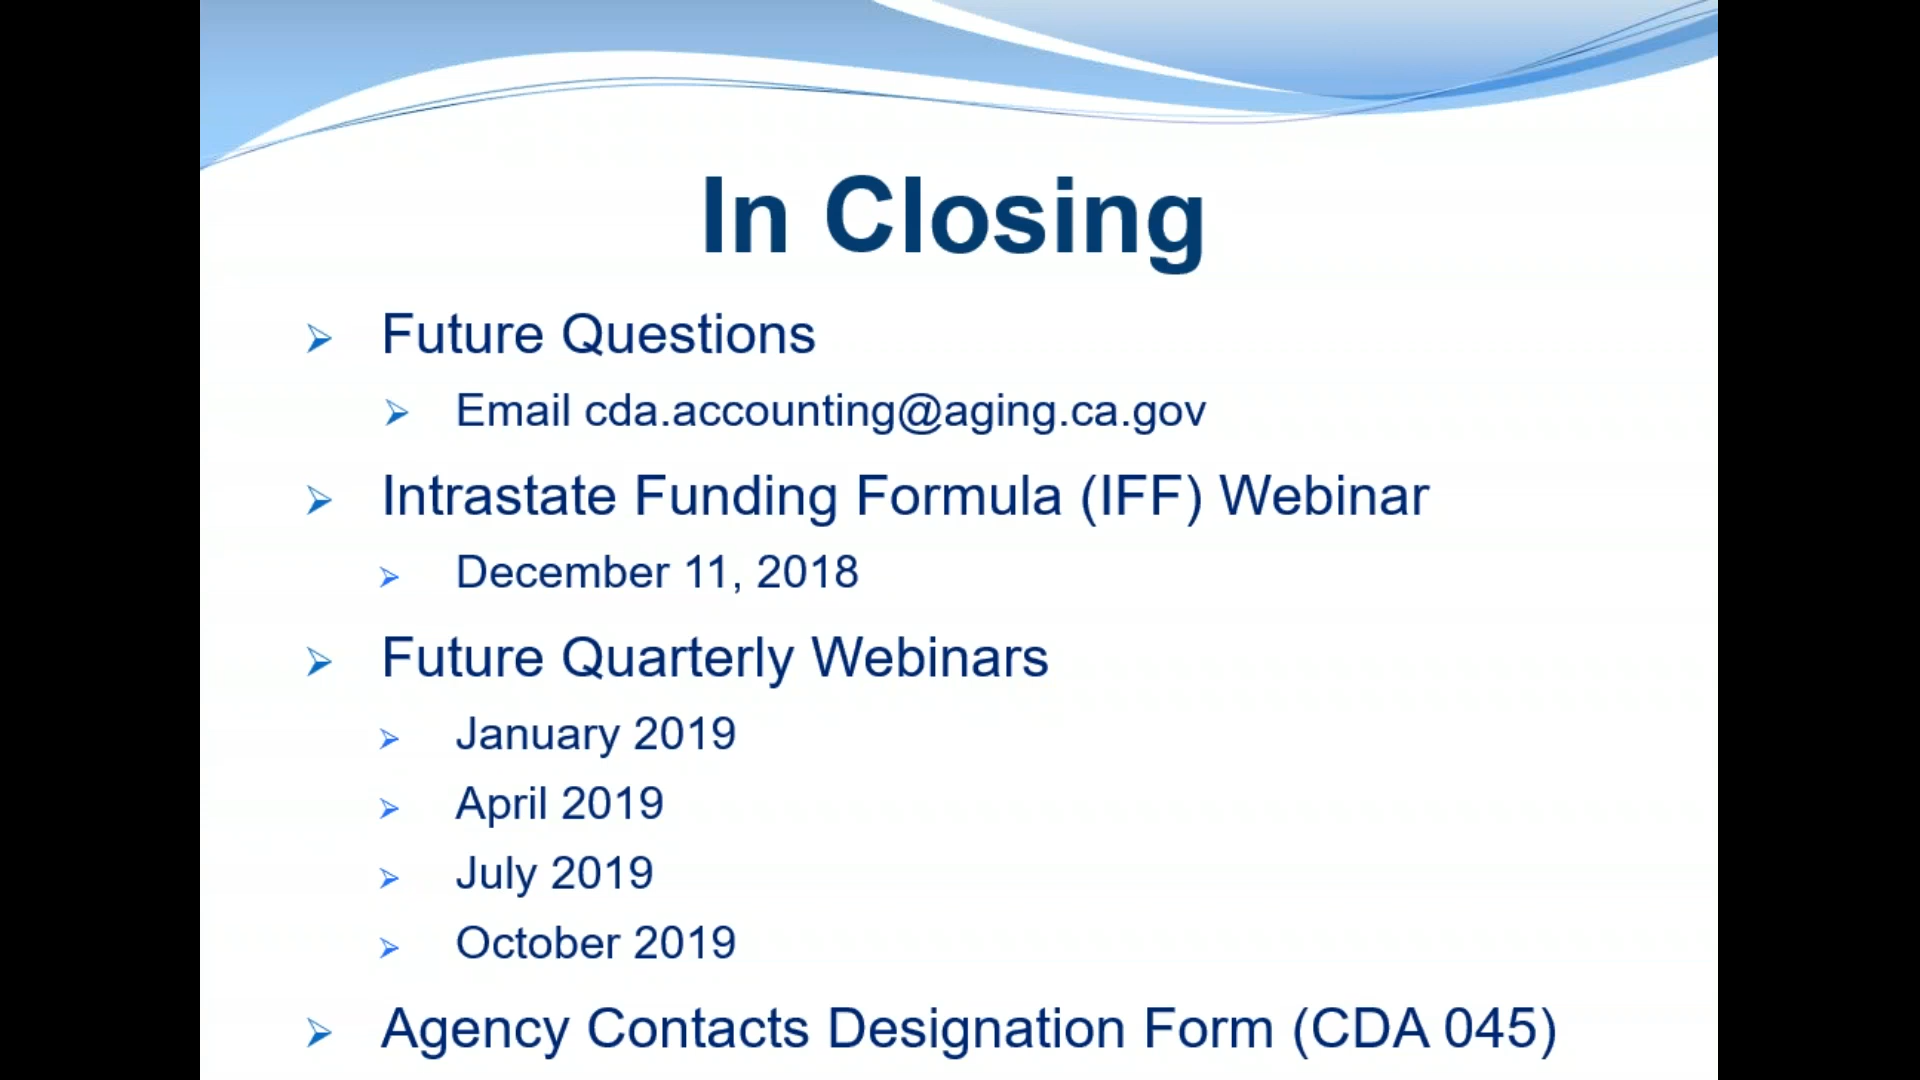 In Closing
Future Questions
Email cda.accounting@aging.ca.gov
Intrastate Funding Formula (IFF) Webinar
December 11, 2018
Future Quarterly Webinars
January 2019
April 2019
July 2019
October 2019
Agency Contacts Designation Form (CDA 045)